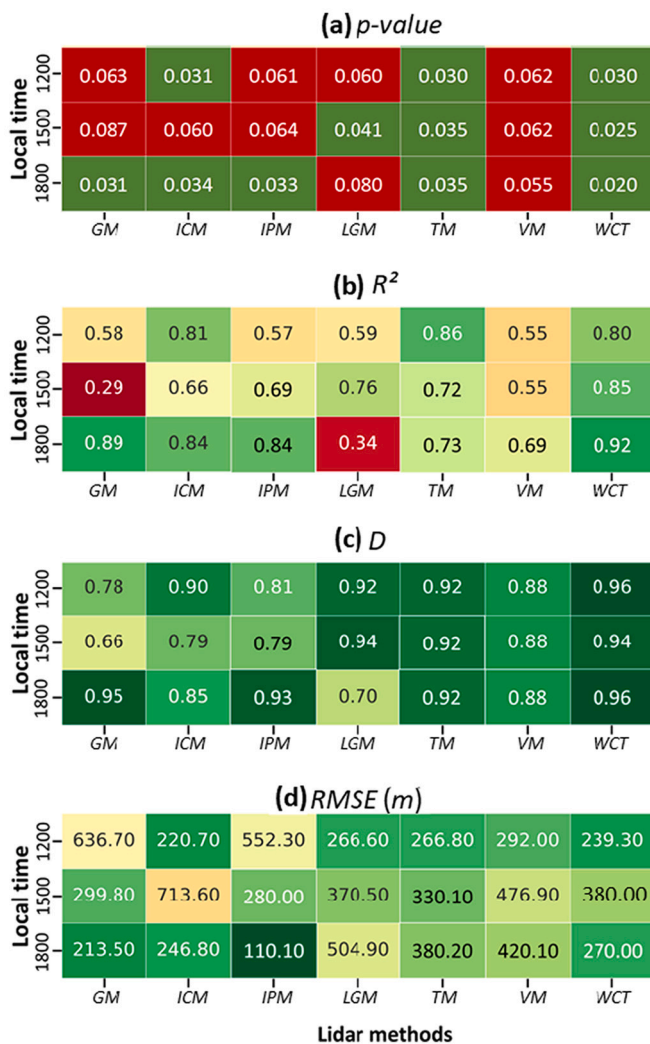 (a) p-value
Local time
1200 0.063 0.031 0.061 0.060 0.030 0.062 0.030
1500 0.087 0.060 0.064 0.041 0.035 0.062 0.025
1800 0.031 0.034 0.033 0.080 0.035 0.055 0.020
GM ICM IPM LGM TM VM WCT
(b) R²
Local time
1200 0.58 0.81 0.57 0.59 0.86 0.55 0.80
1500 0.29 0.66 0.69 0.76 0.72 0.55 0.85
1800 0.89 0.84 0.84 0.34 0.73 0.69 0.92
GM ICM IPM LGM TM VM WCT
(c) D
Local time
1200 0.78 0.90 0.81 0.92 0.92 0.88 0.96
1500 0.66 0.79 0.79 0.94 0.92 0.88 0.94
1800 0.95 0.85 0.93 0.70 0.92 0.88 0.96
GM ICM IPM LGM TM VM WCT
(d) RMSE (m)
Local time
1200 636.70 220.70 552.30 266.60 266.80 292.00 239.30
1500 299.80 713.60 280.00 370.50 330.10 476.90 380.00
1800 213.50 246.80 110.10 504.90 380.20 420.10 270.00
GM ICM IPM LGM TM VM WCT
Lidar methods